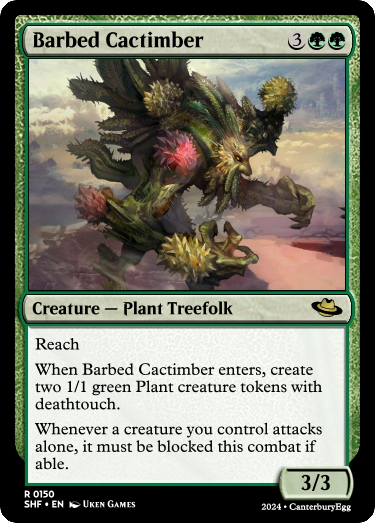 Barbed Cactimber 3
Creature — Plant Treefolk
Reach
When Barbed Cactimber enters, create
two 1/1 green Plant creature tokens with
deathtouch.
Whenever a creature you control attacks
alone, it must be blocked this combat if
able.
3/3
R 0150
SHF • EN Uken Games
2024 • CanterburyEgg